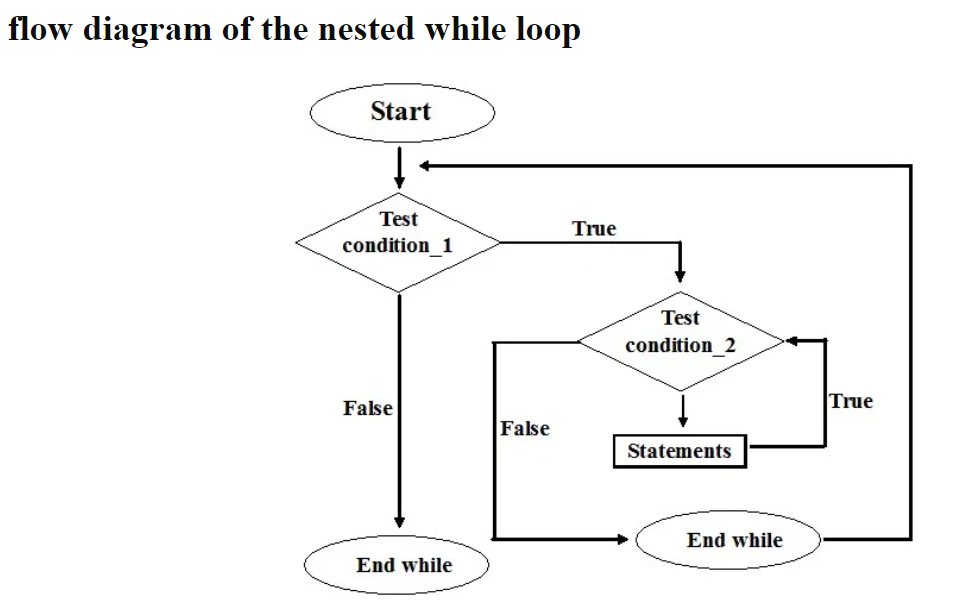 flow diagram of the nested while loop
Start
Test
condition_1
True
Test
condition_2
True
False
False
Statements
End while
End while